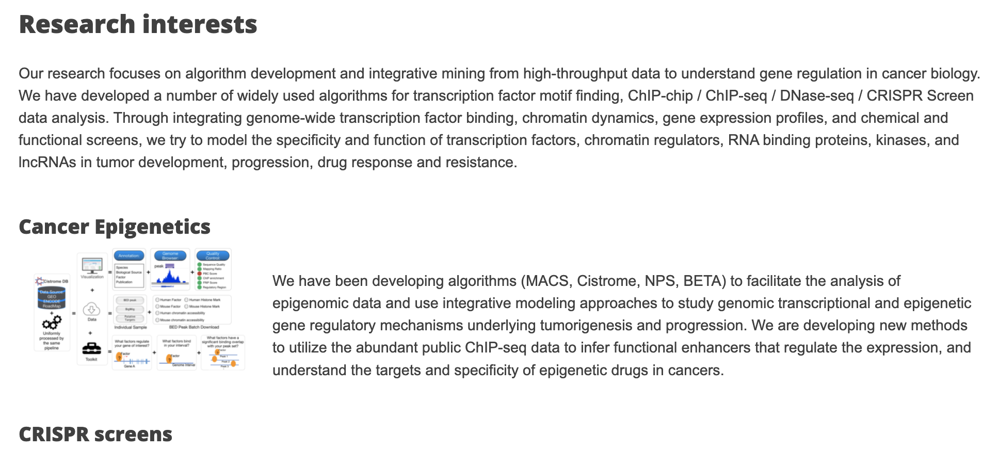 Research interests
Our research focuses on algorithm development and integrative mining from high-throughput data to understand gene regulation in cancer biology.
We have developed a number of widely used algorithms for transcription factor motif finding, ChIP-chip / ChIP-seq / DNase-seq / CRISPR Screen
data analysis. Through integrating genome-wide transcription factor binding, chromatin dynamics, gene expression profiles, and chemical and
functional screens, we try to model the specificity and function of transcription factors, chromatin regulators, RNA binding proteins, kinases, and
lncRNAs in tumor development, progression, drug response and resistance.
Cancer Epigenetics
Cistrome DB
Data Source:
GEO
ENCODE
RoadMap
+
Uniformly
processed by
the same
pipeline
=
Visualization
+
Data
+
Toolkit
=
Annotation:
Species
Biological Source
Factor
Publication
+
Genome
Browser:
peak
+
Quality
Control:
Sequence Quality
Mapping Ratio
PBC Score
ChIP enrichment
FRiP Score
Regulatory Region
=
BED peak
BigWig
Putative
Targets
Individual Sample
+
Human Factor Human Histone Mark
Mouse Factor Mouse Histone Mark
Human chromatin accessibility
Mouse chromatin accessibility
BED Peak Batch Download
=
What factors regulate
your gene of interest?
Factor
?
Gene A
+
What factors bind
in your interval?
Factor
?
Genome Interval
+
What factors have a
significant binding overlap
with your peak set?
Factor
?
Peak 1
Peak 2
Peak 3
We have been developing algorithms (MACS, Cistrome, NPS, BETA) to facilitate the analysis of
epigenomic data and use integrative modeling approaches to study genomic transcriptional and epigenetic
gene regulatory mechanisms underlying tumorigenesis and progression. We are developing new methods
to utilize the abundant public ChIP-seq data to infer functional enhancers that regulate the expression, and
understand the targets and specificity of epigenetic drugs in cancers.
CRISPR screens